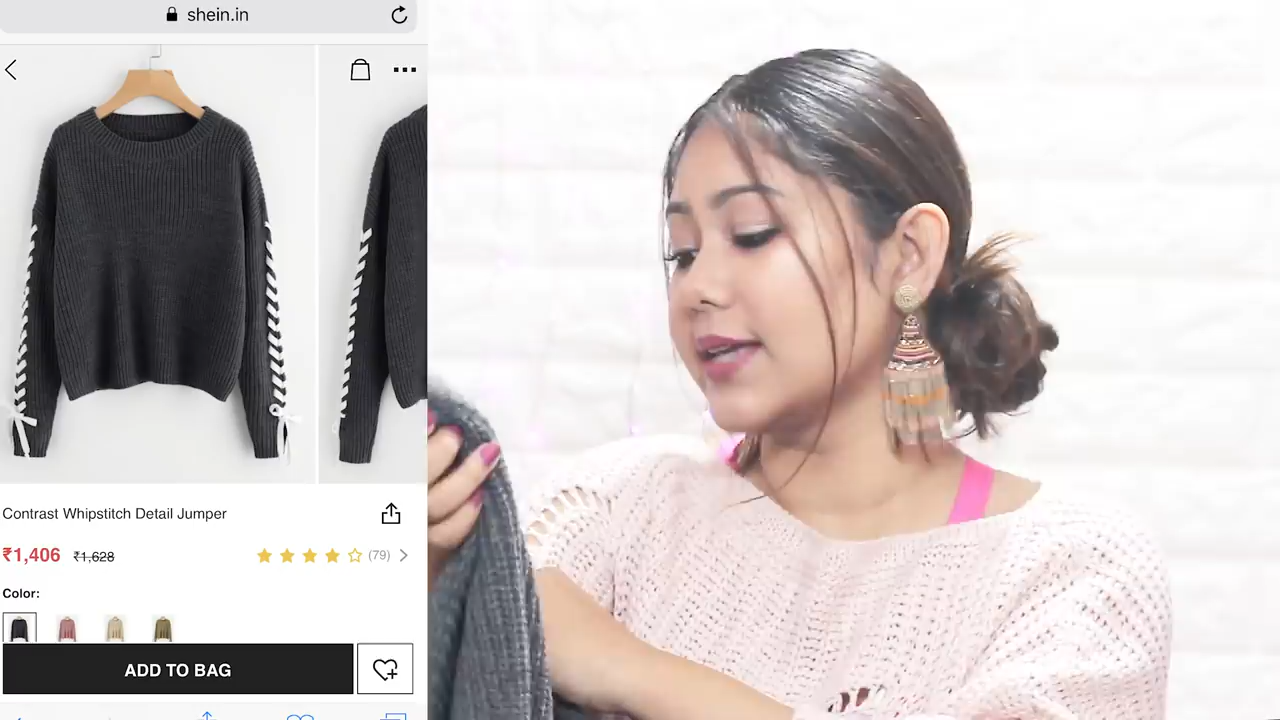 shein.in
Contrast Whipstitch Detail Jumper
₹1,406 ₹1,628 (79)
Color:
ADD TO BAG